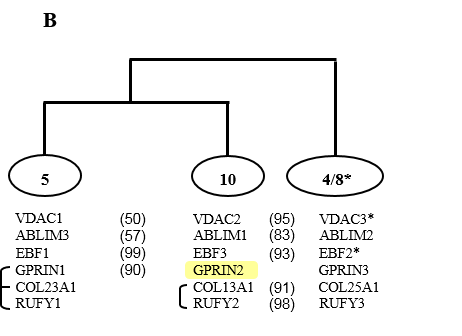 B
5 10 4/8*
VDAC1 (50) VDAC2 (95) VDAC3*
ABLIM3 (57) ABLIM1 (83) ABLIM2
EBF1 (99) EBF3 (93) EBF2*
GPRIN1 (90) GPRIN2 GPRIN3
COL23A1 COL13A1 (91) COL25A1
RUFY1 RUFY2 (98) RUFY3